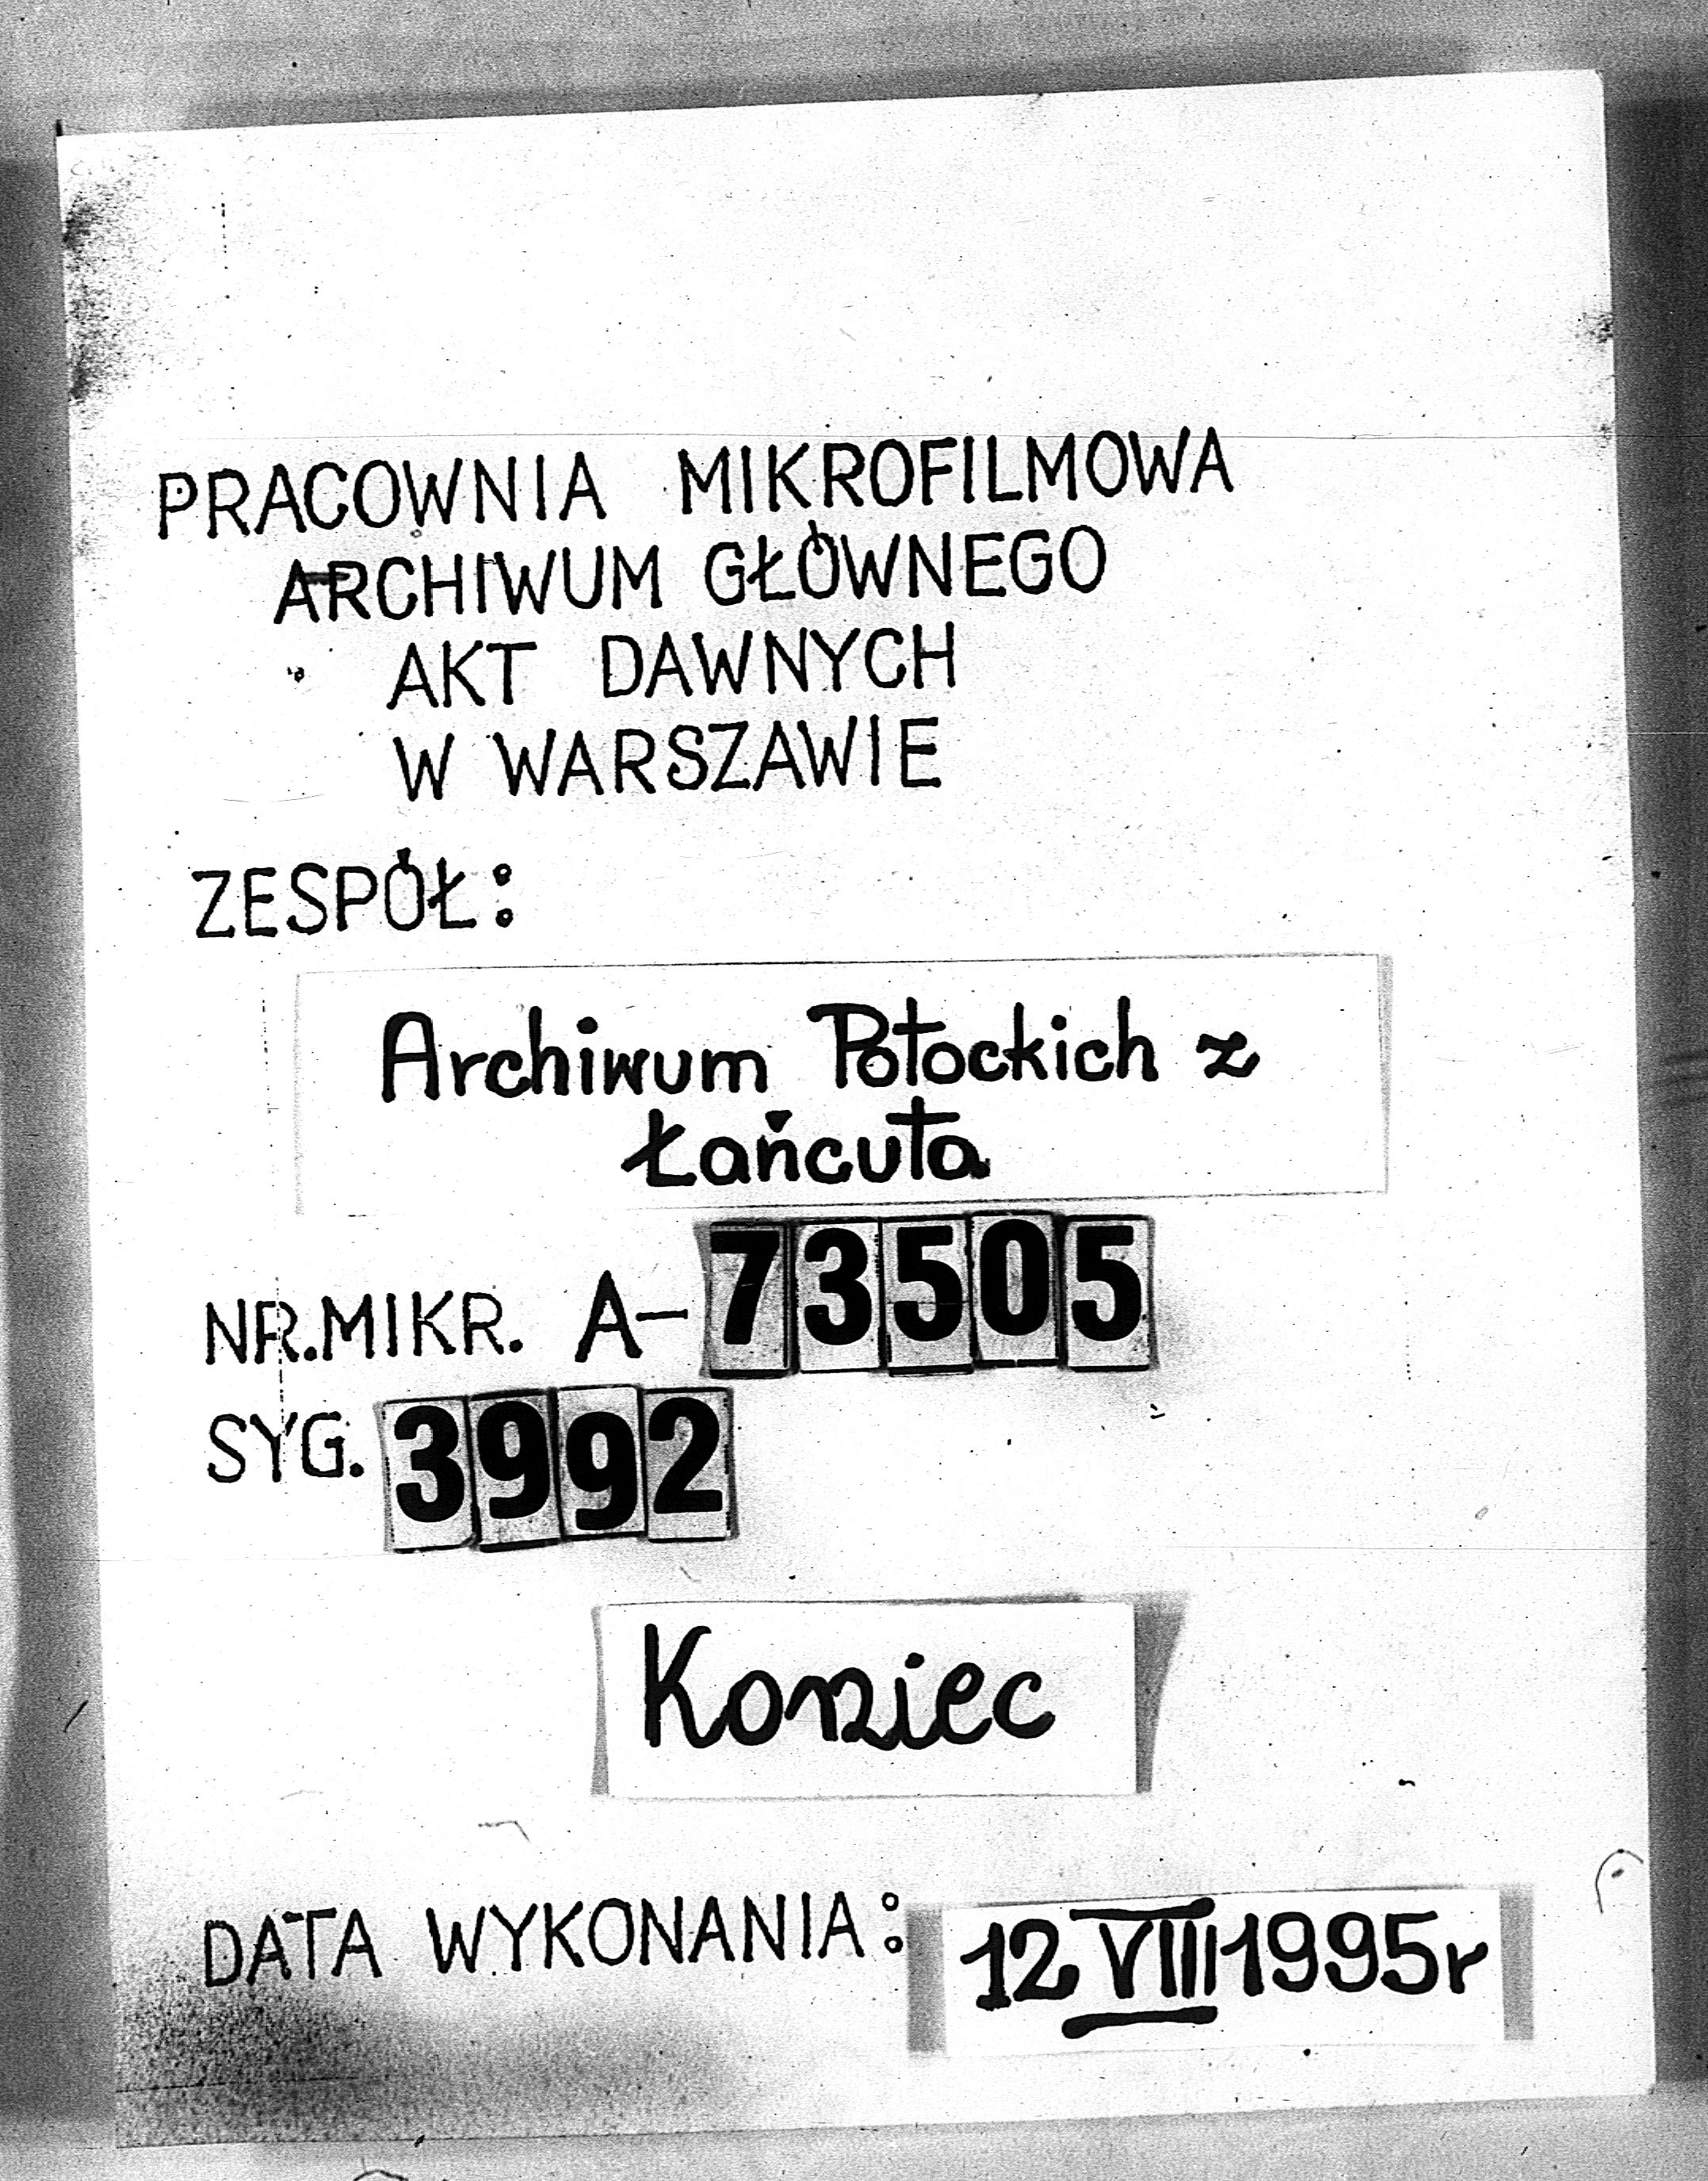 PRACOWNIA MIKROFILMOWA
ARCHIWUM GŁÓWNEGO
AKT DAWNYCH
W WARSZAWIE
ZESPÓŁ:
Archiwum Potockich z
Łańcuta
NR.MIKR. A-73505
SYG. 3992
Koniec
DATA WYKONANIA: 12 VIII 1995r